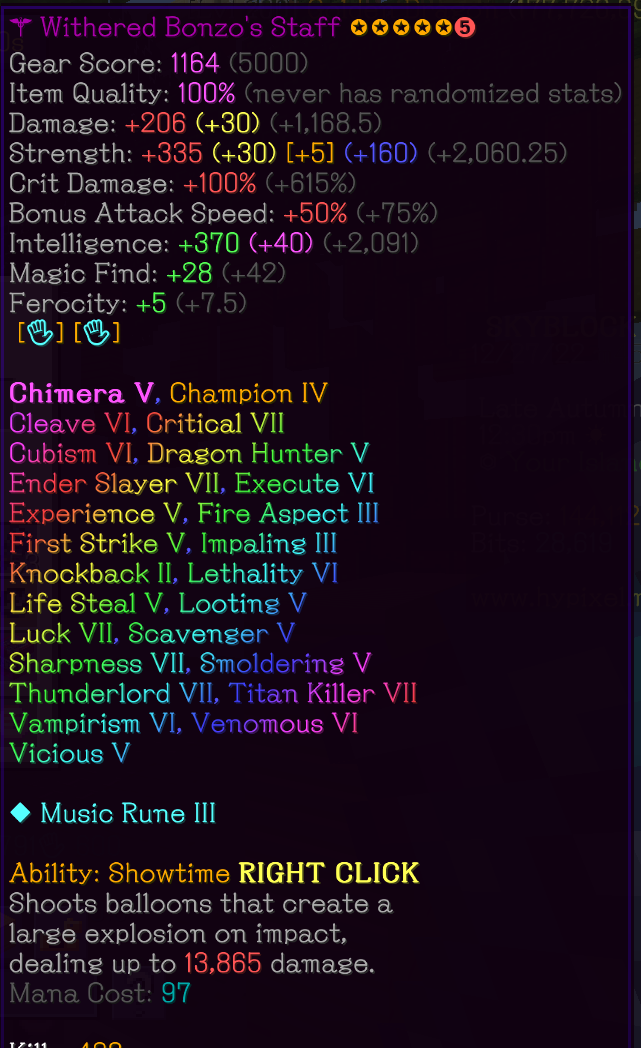 Withered Bonzo's Staff ✪✪✪✪✪➎
Gear Score: 1164 (5000)
Item Quality: 100% (never has randomized stats)
Damage: +206 (+30) (+1,168.5)
Strength: +335 (+30) [+5] (+160) (+2,060.25)
Crit Damage: +100% (+615%)
Bonus Attack Speed: +50% (+75%)
Intelligence: +370 (+40) (+2,091)
Magic Find: +28 (+42)
Ferocity: +5 (+7.5)
[✋] [✋]
Chimera V, Champion IV
Cleave VI, Critical VII
Cubism VI, Dragon Hunter V
Ender Slayer VII, Execute VI
Experience V, Fire Aspect III
First Strike V, Impaling III
Knockback II, Lethality VI
Life Steal V, Looting V
Luck VII, Scavenger V
Sharpness VII, Smoldering V
Thunderlord VII, Titan Killer VII
Vampirism VI, Venomous VI
Vicious V
◆ Music Rune III
Ability: Showtime RIGHT CLICK
Shoots balloons that create a
large explosion on impact,
dealing up to 13,865 damage.
Mana Cost: 97